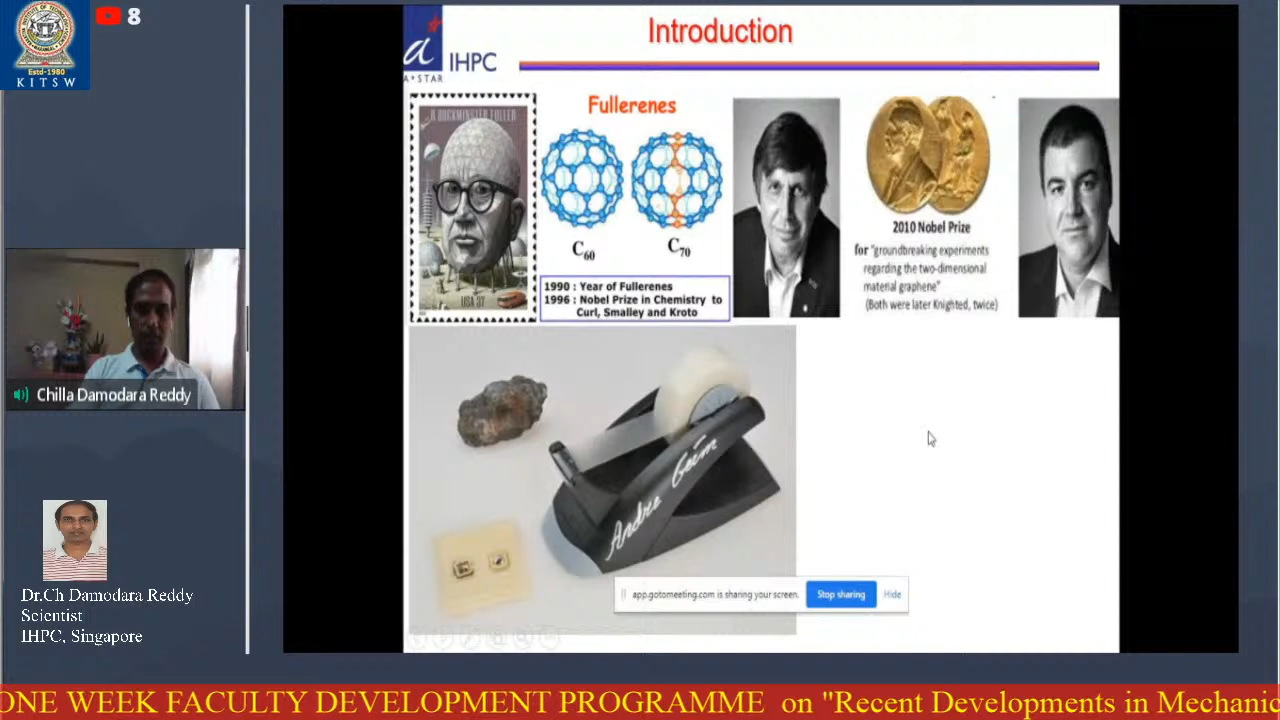 8
Estd-1980
K I T S W
Introduction
A*STAR
IHPC
R BUCKMINSTER FULLER
USA 37
Fullerenes
C60
C70
1990 : Year of Fullerenes
1996 : Nobel Prize in Chemistry to
Curl, Smalley and Kroto
2010 Nobel Prize
for "groundbreaking experiments
regarding the two-dimensional
material graphene"
(Both were later Knighted, twice)
Andre Geim
Chilla Damodara Reddy
app.gotomeeting.com is sharing your screen.
Stop sharing
Hide
Dr.Ch Damodara Reddy
Scientist
IHPC, Singapore
ONE WEEK FACULTY DEVELOPMENT PROGRAMME on "Recent Developments in Mechanic